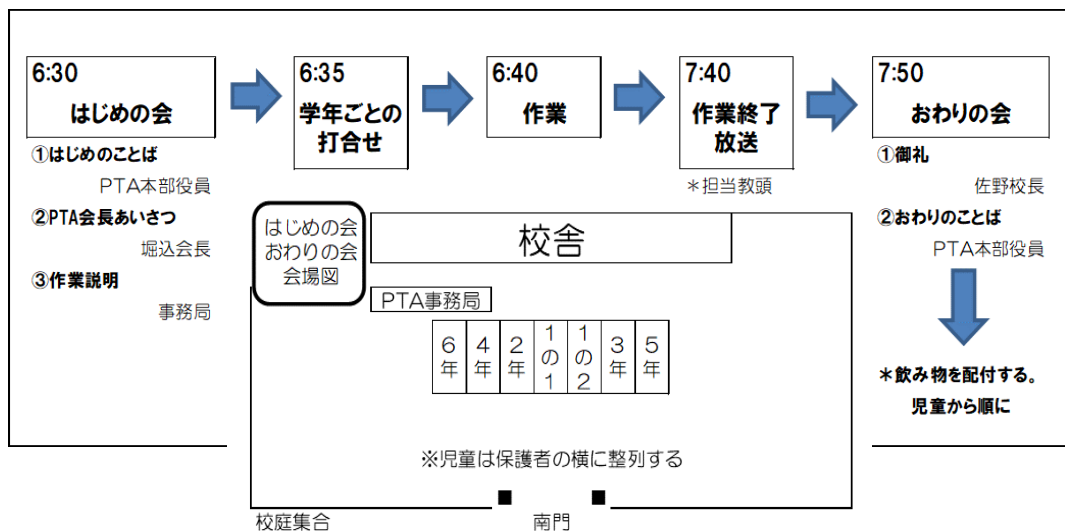 6:30
はじめの会
①はじめのことば
PTA本部役員
②PTA会長あいさつ
堀込会長
③作業説明
事務局
6:35
学年ごとの
打合せ
6:40
作業
7:40
作業終了
放送
*担当教頭
7:50
おわりの会
①御礼
佐野校長
②おわりのことば
PTA本部役員
*飲み物を配付する。
児童から順に
はじめの会
おわりの会
会場図
校舎
PTA事務局
6年
4年
2年
1の1
1の2
3年
5年
※児童は保護者の横に整列する
校庭集合
南門